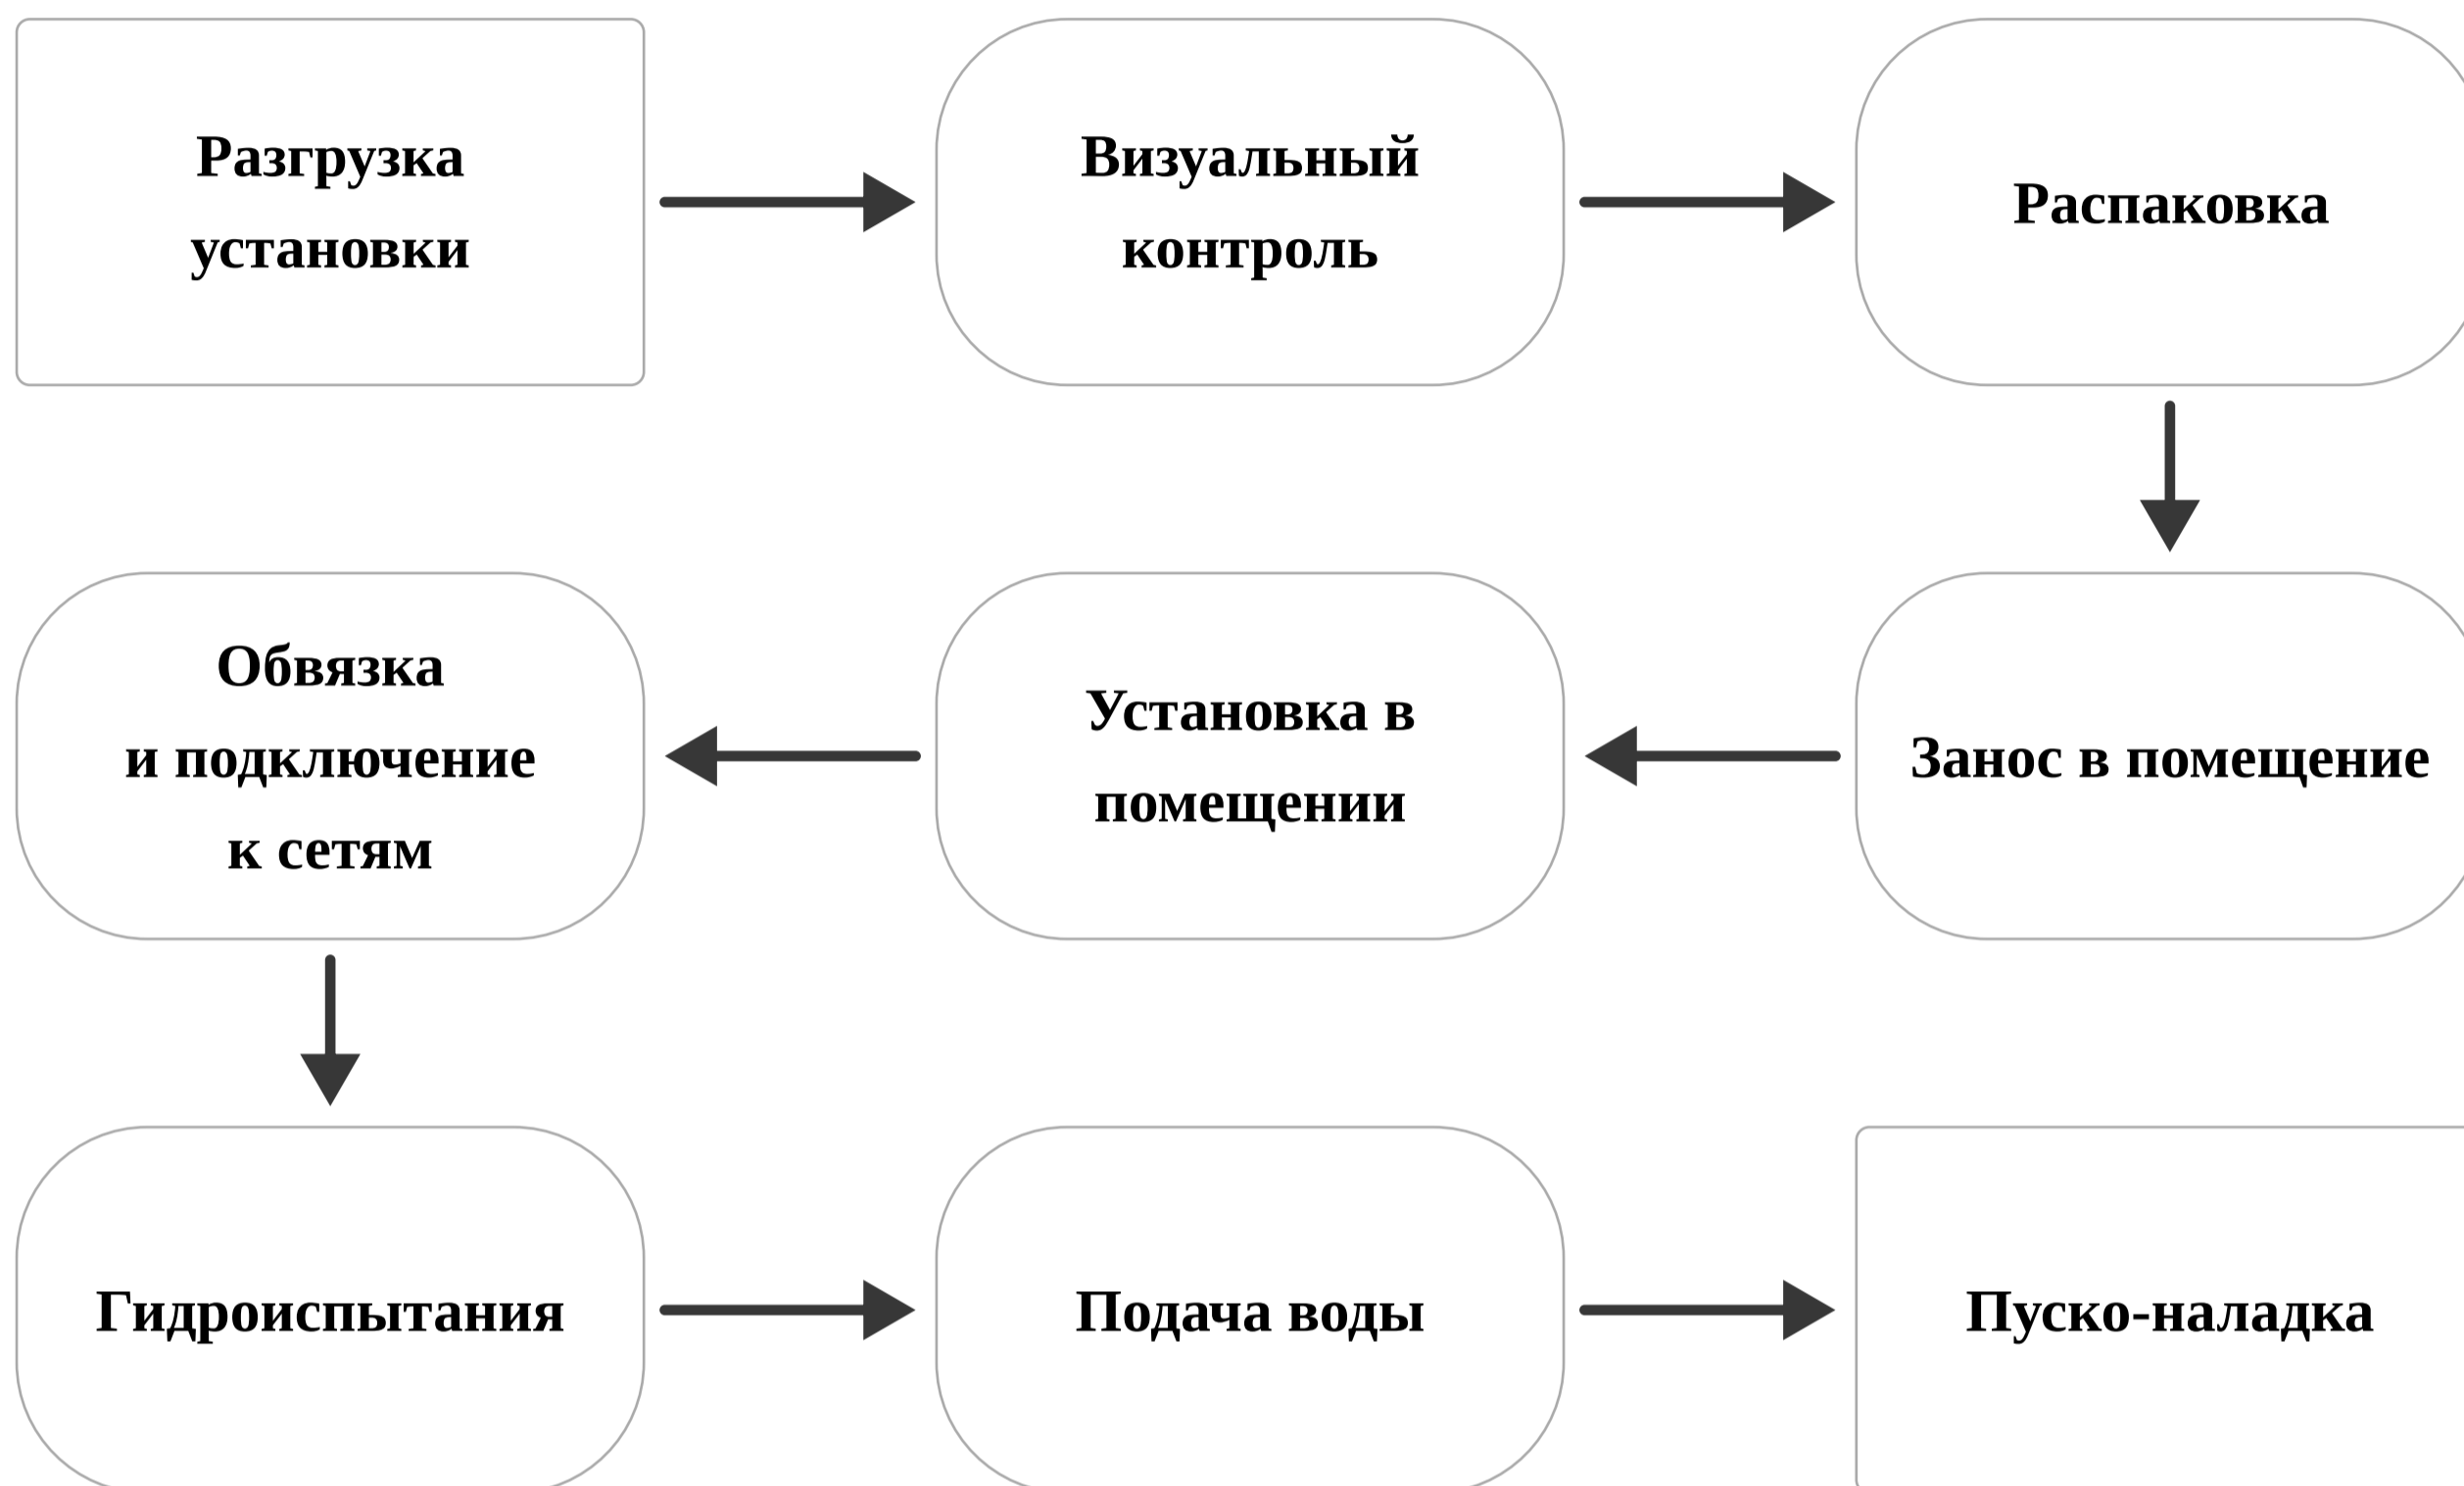 Разгрузка
установки
Визуальный
контроль
Распаковка
Занос в помещение
Установка в
помещении
Обвязка
и подключение
к сетям
Гидроиспытания
Подача воды
Пуско-наладка